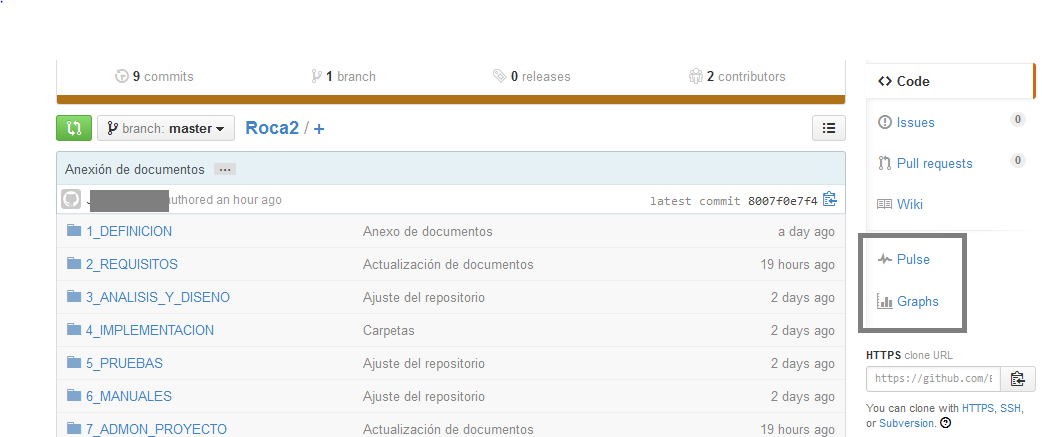 9 commits
1 branch
0 releases
2 contributors
branch: master
Roca2 / +
Anexión de documentos ...
authored an hour ago
latest commit 8007f0e7f4
1_DEFINICION Anexo de documentos a day ago
2_REQUISITOS Actualización de documentos 19 hours ago
3_ANALISIS_Y_DISENO Ajuste del repositorio 2 days ago
4_IMPLEMENTACION Carpetas 2 days ago
5_PRUEBAS Ajuste del repositorio 2 days ago
6_MANUALES Ajuste del repositorio 2 days ago
7_ADMON_PROYECTO Actualización de documentos 19 hours ago
Code
Issues 0
Pull requests 0
Wiki
Pulse
Graphs
HTTPS clone URL
https://github.com/
You can clone with HTTPS, SSH,
or Subversion.